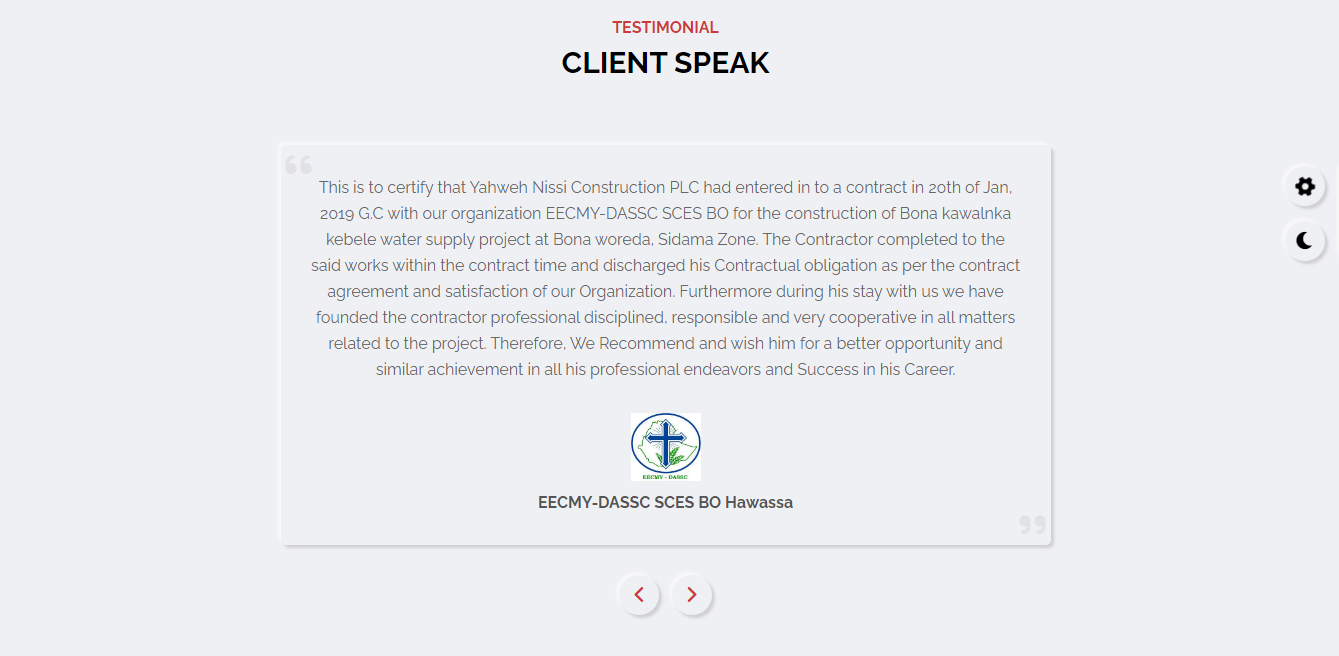 TESTIMONIAL
CLIENT SPEAK
This is to certify that Yahweh Nissi Construction PLC had entered in to a contract in 20th of Jan,
2019 G.C with our organization EECMY-DASSC SCES BO for the construction of Bona kawalnka
kebele water supply project at Bona woreda, Sidama Zone. The Contractor completed to the
said works within the contract time and discharged his Contractual obligation as per the contract
agreement and satisfaction of our Organization. Furthermore during his stay with us we have
founded the contractor professional disciplined, responsible and very cooperative in all matters
related to the project. Therefore, We Recommend and wish him for a better opportunity and
similar achievement in all his professional endeavors and Success in his Career.
EECMY - DASSC
EECMY-DASSC SCES BO Hawassa